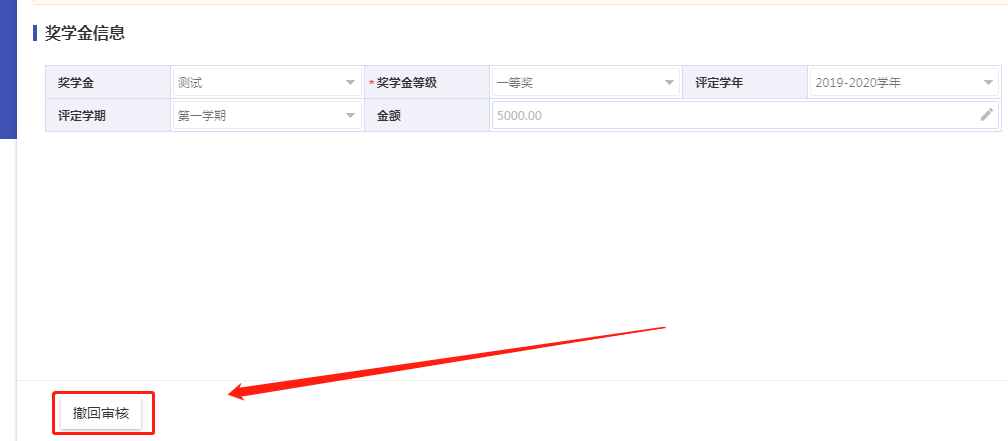 奖学金信息
奖学金 测试 *奖学金等级 一等奖 评定学年 2019-2020学年
评定学期 第一学期 金额 5000.00
撤回审核